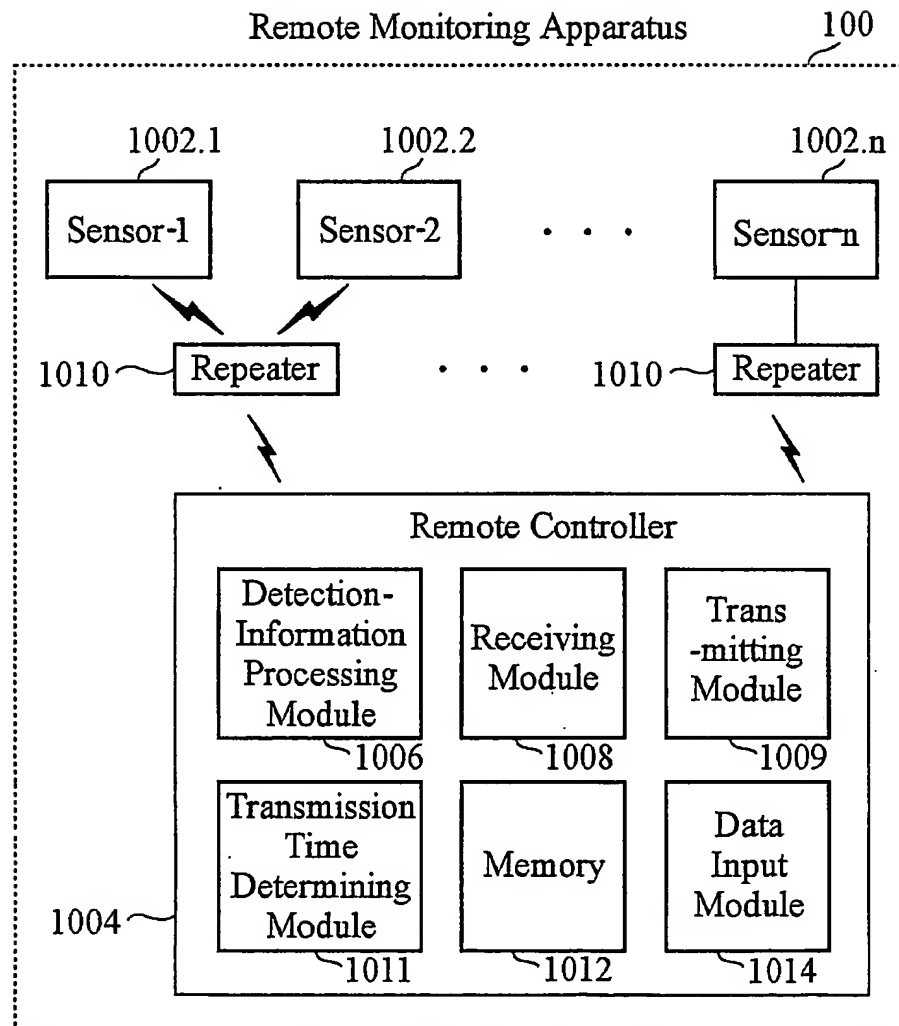 Remote Monitoring Apparatus
100
1002.1
1002.2
1002.n
Sensor-1
Sensor-2
. . .
Sensor-n
1010
Repeater
. . .
1010
Repeater
Remote Controller
Detection-
Information
Processing
Module
Receiving
Module
Trans
-mitting
Module
1006
1008
1009
Transmission
Time
Determining
Module
Memory
Data
Input
Module
1004
1011
1012
1014